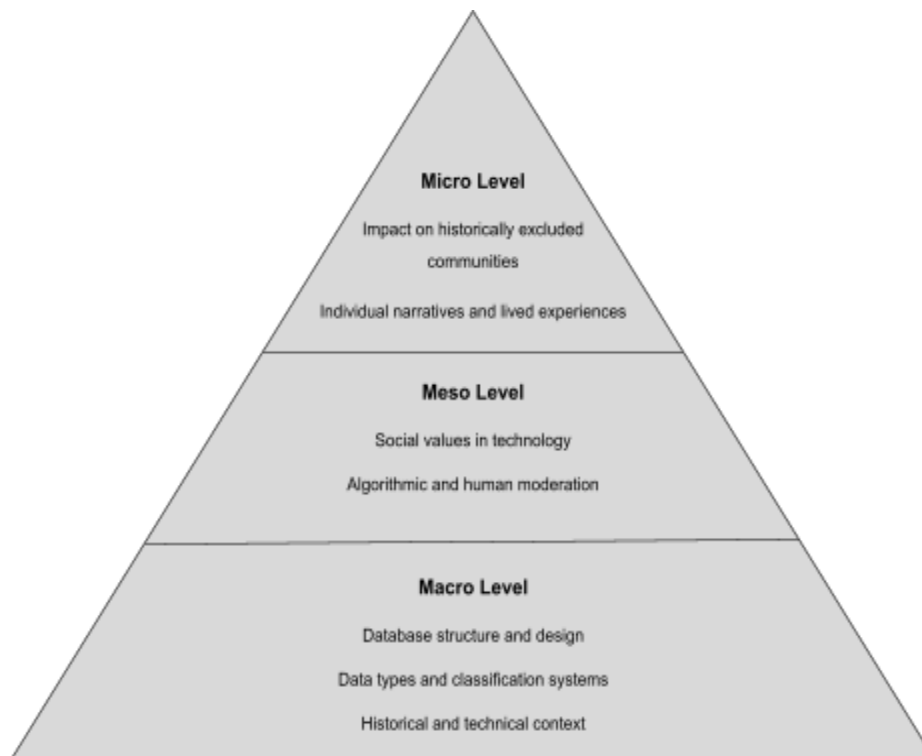 Micro Level
Impact on historically excluded
communities
Individual narratives and lived experiences
Meso Level
Social values in technology
Algorithmic and human moderation
Macro Level
Database structure and design
Data types and classification systems
Historical and technical context